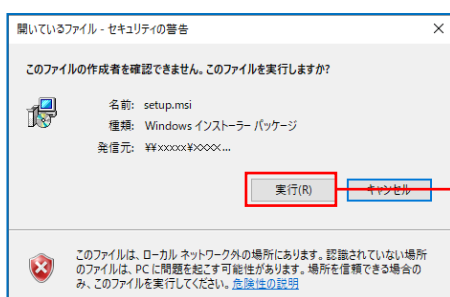 開いているファイル - セキュリティの警告
このファイルの作成者を確認できません。このファイルを実行しますか?
名前: setup.msi
種類: Windows インストーラー パッケージ
発信元: ¥¥xxxxx¥xxxx...
実行(R)
キャンセル
このファイルは、ローカル ネットワーク外の場所にあります。認識されていない場所
のファイルは、PC に問題を起こす可能性があります。場所を信頼できる場合の
み、このファイルを実行してください。危険性の説明